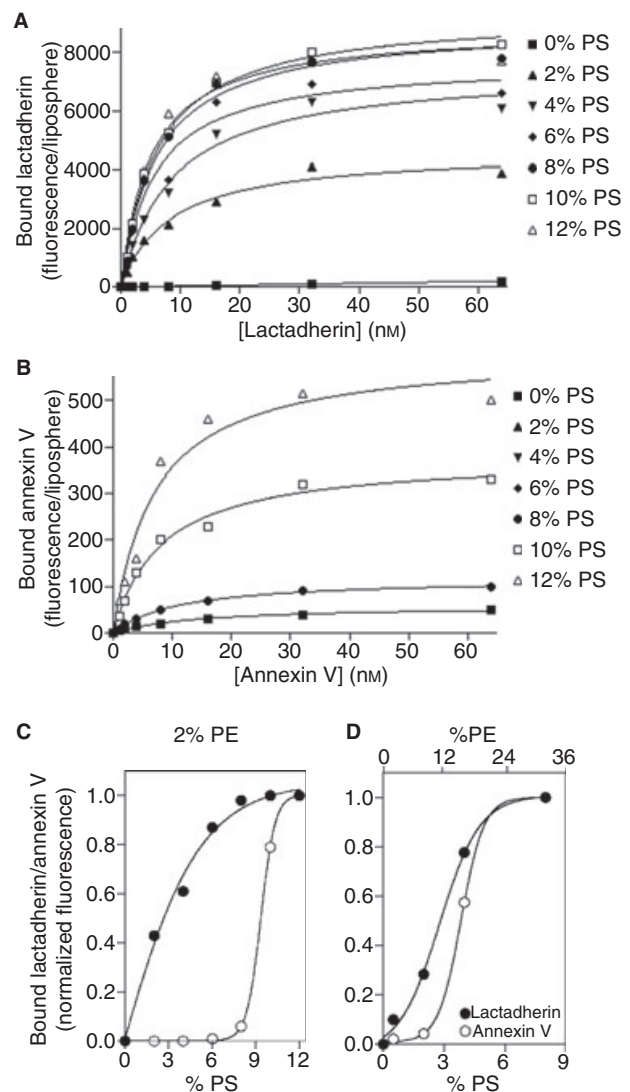 A
Bound lactadherin
(fluorescence/liposphere)
8000
6000
4000
2000
0
0 10 20 30 40 50 60
[Lactadherin] (nM)
0% PS
2% PS
4% PS
6% PS
8% PS
10% PS
12% PS
B
Bound annexin V
(fluorescence/liposphere)
500
400
300
200
100
0
0 10 20 30 40 50 60
[Annexin V] (nM)
0% PS
2% PS
4% PS
6% PS
8% PS
10% PS
12% PS
C
2% PE
Bound lactadherin/annexin V
(normalized fluorescence)
1.0
0.8
0.6
0.4
0.2
0.0
0 3 6 9 12
% PS
D
%PE
0 12 24 36
1.0
0.8
0.6
0.4
0.2
0.0
Lactadherin
Annexin V
0 3 6 9
% PS